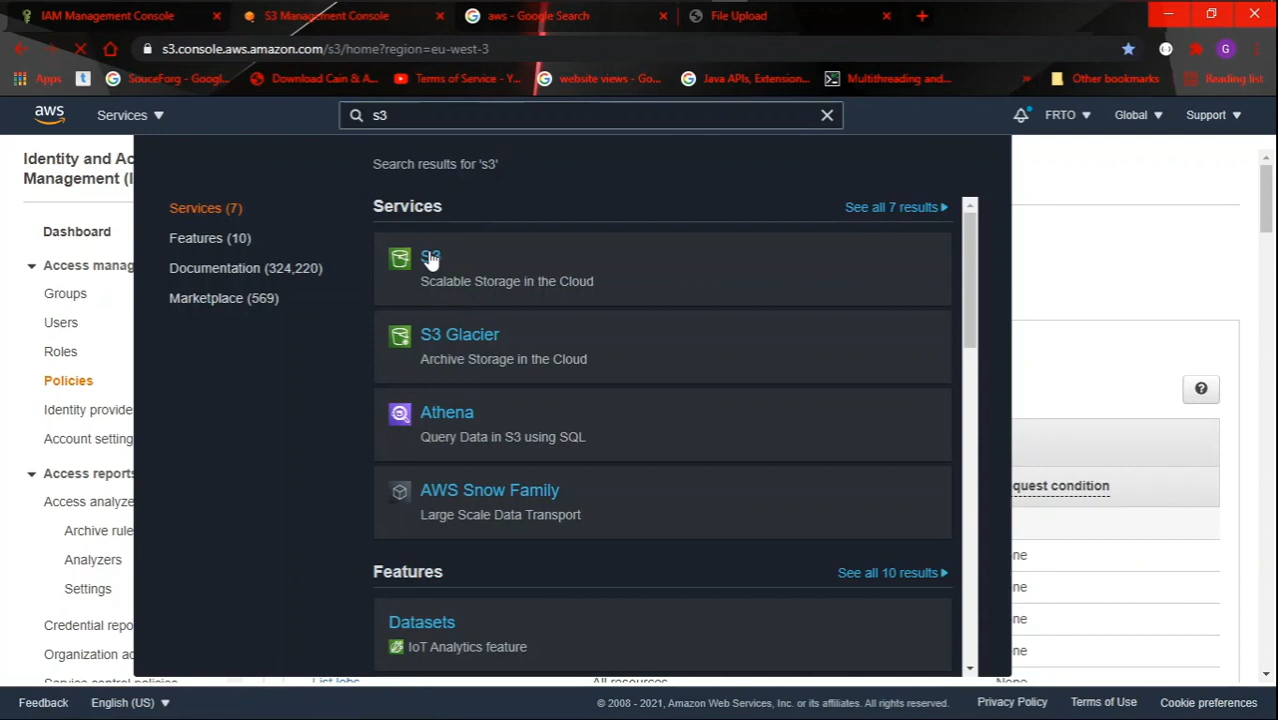 IAM Management Console
S3 Management Console
aws - Google Search
File Upload
s3.console.aws.amazon.com/s3/home?region=eu-west-3
G
Apps
t
SouceForg - Googl...
Download Cain & A...
Terms of Service - Y...
website views - Go...
Java APIs, Extension...
Multithreading and...
»
Other bookmarks
Reading list
aws
Services
s3
FRTO
Global
Support
Identity and Ac
Management (I
Dashboard
Access manag
Groups
Users
Roles
Policies
Identity provide
Account setting
Access reports
Access analyze
Archive rule
Analyzers
Settings
Credential repo
Organization ac
Service control policies
Search results for 's3'
Services (7)
Features (10)
Documentation (324,220)
Marketplace (569)
Services
See all 7 results
S3
Scalable Storage in the Cloud
S3 Glacier
Archive Storage in the Cloud
Athena
Query Data in S3 using SQL
AWS Snow Family
Large Scale Data Transport
Features
See all 10 results
Datasets
IoT Analytics feature
?
quest condition
one
one
one
one
List Jobs
All resources
None
Feedback
English (US)
© 2008 - 2021, Amazon Web Services, Inc. or its affiliates. All rights reserved.
Privacy Policy
Terms of Use
Cookie preferences